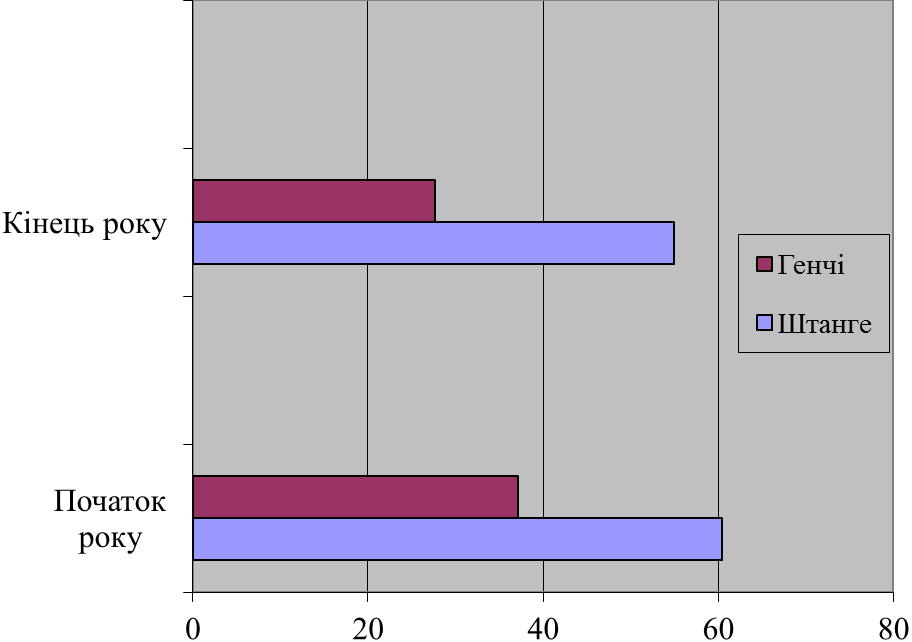 Кінець року
Генчі
Штанге
Початок
року
0 20 40 60 80